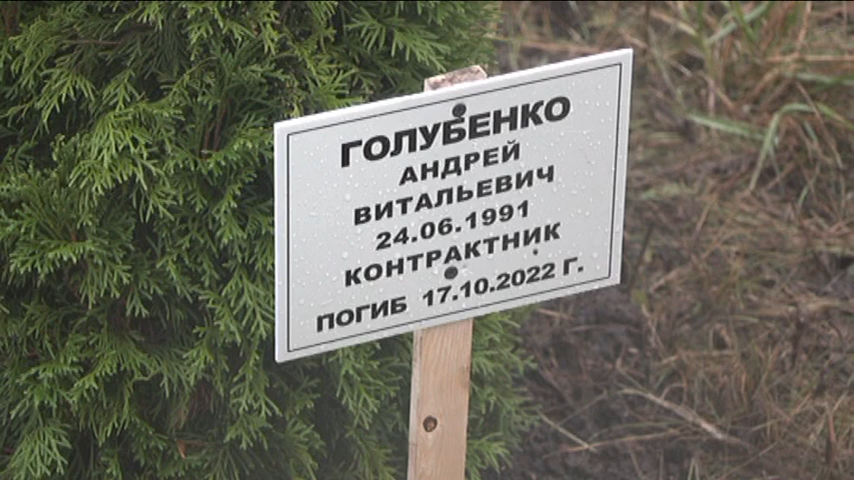 ГОЛУБЕНКО
АНДРЕЙ
ВИТАЛЬЕВИЧ
24.06.1991
КОНТРАКТНИК
ПОГИБ 17.10.2022 Г.